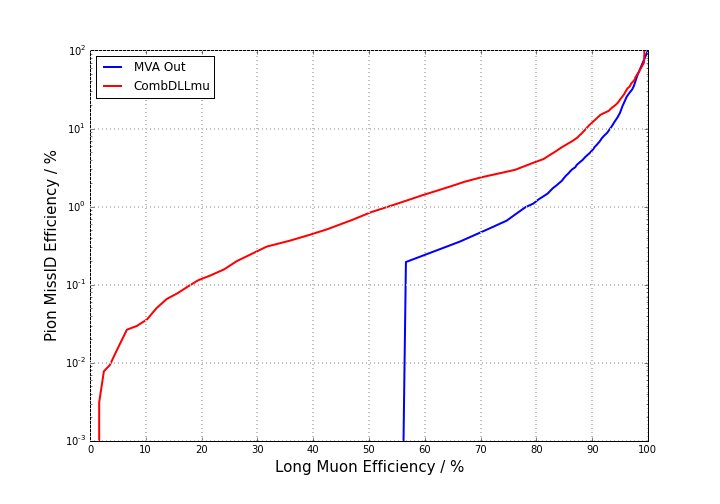 MVA Out
CombDLLmu
10²
10¹
10⁰
10⁻¹
10⁻²
10⁻³
Pion MissID Efficiency / %
0 10 20 30 40 50 60 70 80 90 100
Long Muon Efficiency / %